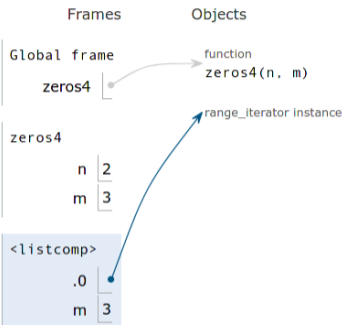 Frames Objects
Global frame
zeros4
function
zeros4(n, m)
range_iterator instance
zeros4
n 2
m 3
<listcomp>
.0
m 3